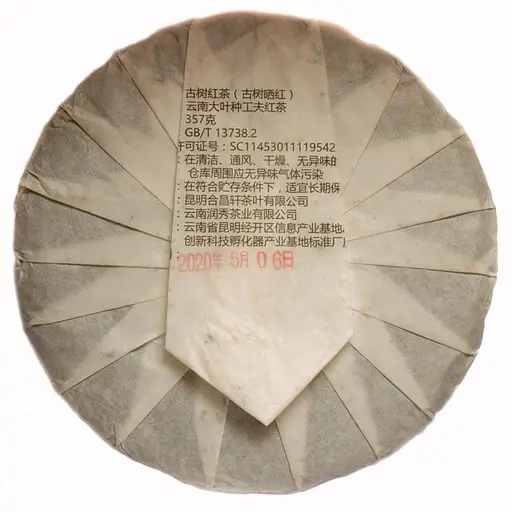 古树红茶（古树晒红）
云南大叶种工夫红茶
357克
GB/T 13738.2
许可证号：SC11453011119542
：在清洁、通风、干燥、无异味的
仓库周围应无异味气体污染
：在符合贮存条件下，适宜长期保
：昆明合昌轩茶叶有限公司
：云南润秀茶业有限公司
：云南省昆明经开区信息产业基地
创新科技孵化器产业基地标准厂
：
2020年 5月 06日